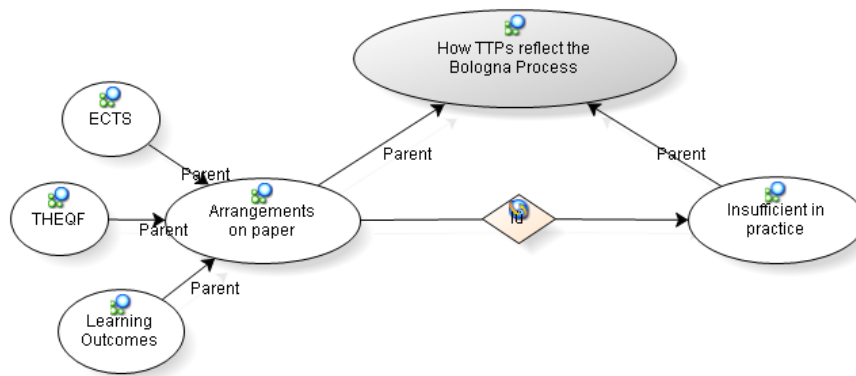 How TTPs reflect the
Bologna Process
ECTS
Parent
Parent
Parent
THEQF
Parent
Arrangements
on paper
Insufficient in
practice
Parent
Learning
Outcomes